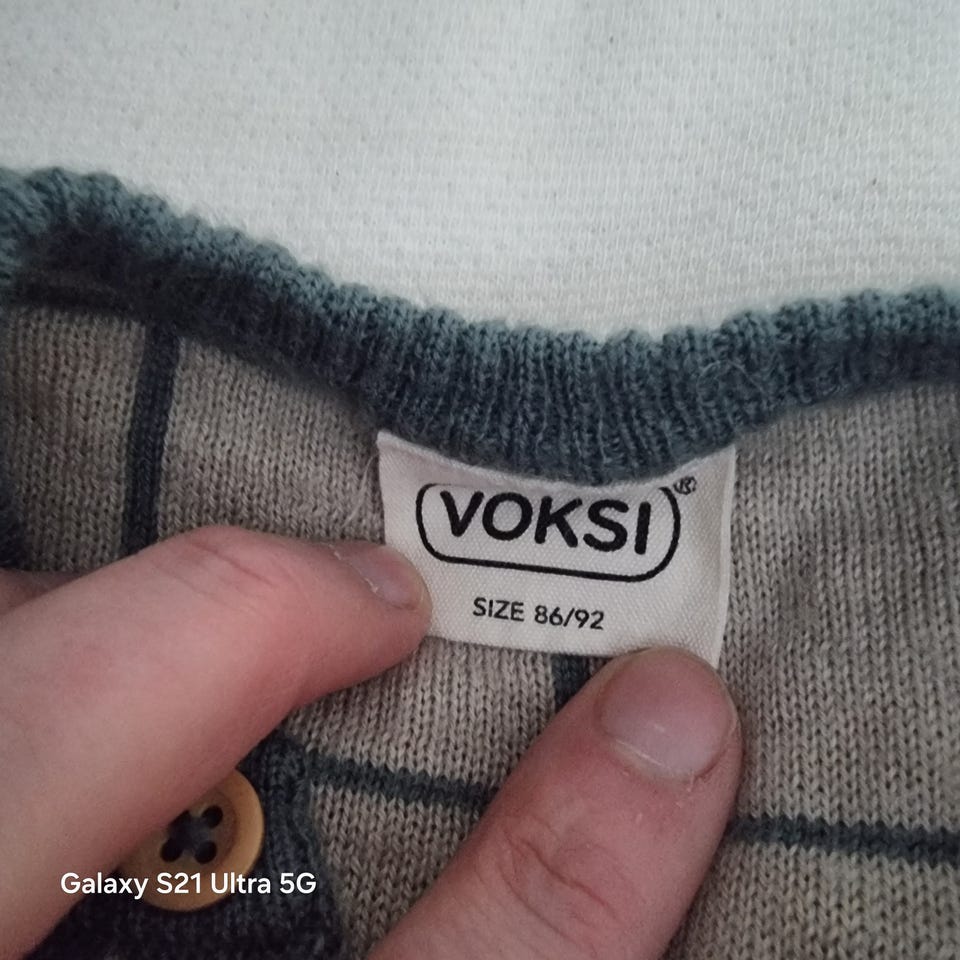 VOKSI®
SIZE 86/92
Galaxy S21 Ultra 5G